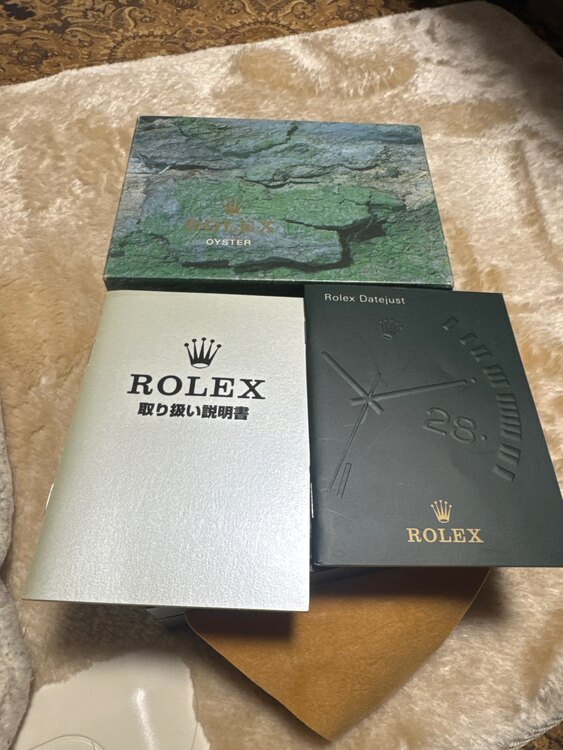 ROLEX
OYSTER
ROLEX
取り扱い説明書
Rolex Datejust
28
ROLEX